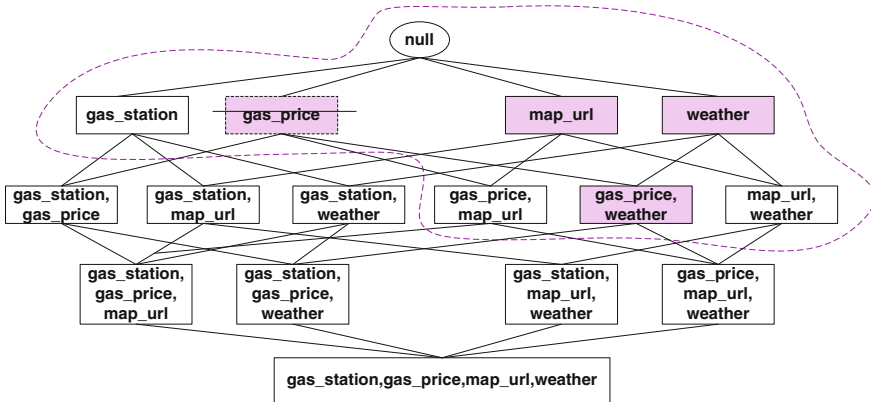 null
gas_station
gas_price
map_url
weather
gas_station,
gas_price
gas_station,
map_url
gas_station,
weather
gas_price,
map_url
gas_price,
weather
map_url,
weather
gas_station,
gas_price,
map_url
gas_station,
gas_price,
weather
gas_station,
map_url,
weather
gas_price,
map_url,
weather
gas_station,gas_price,map_url,weather